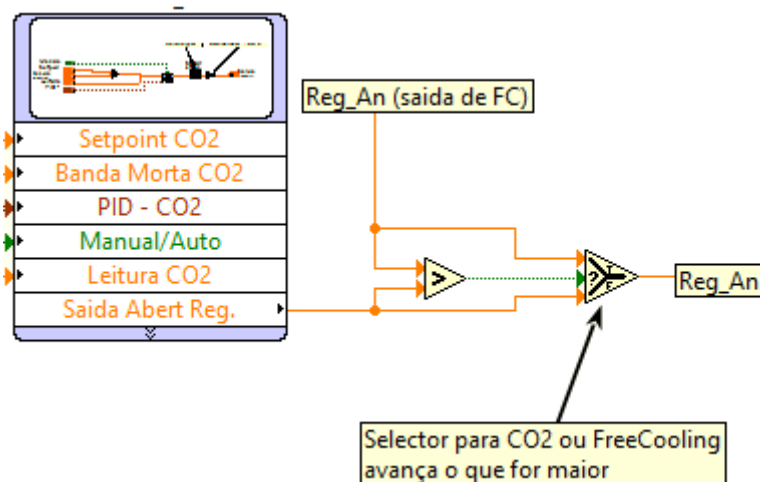 Setpoint CO2
Banda Morta CO2
PID - CO2
Manual/Auto
Leitura CO2
Saida Abert Reg.
Reg_An (saida de FC)
>
?
T
F
Reg_An
Selector para CO2 ou FreeCooling
avança o que for maior